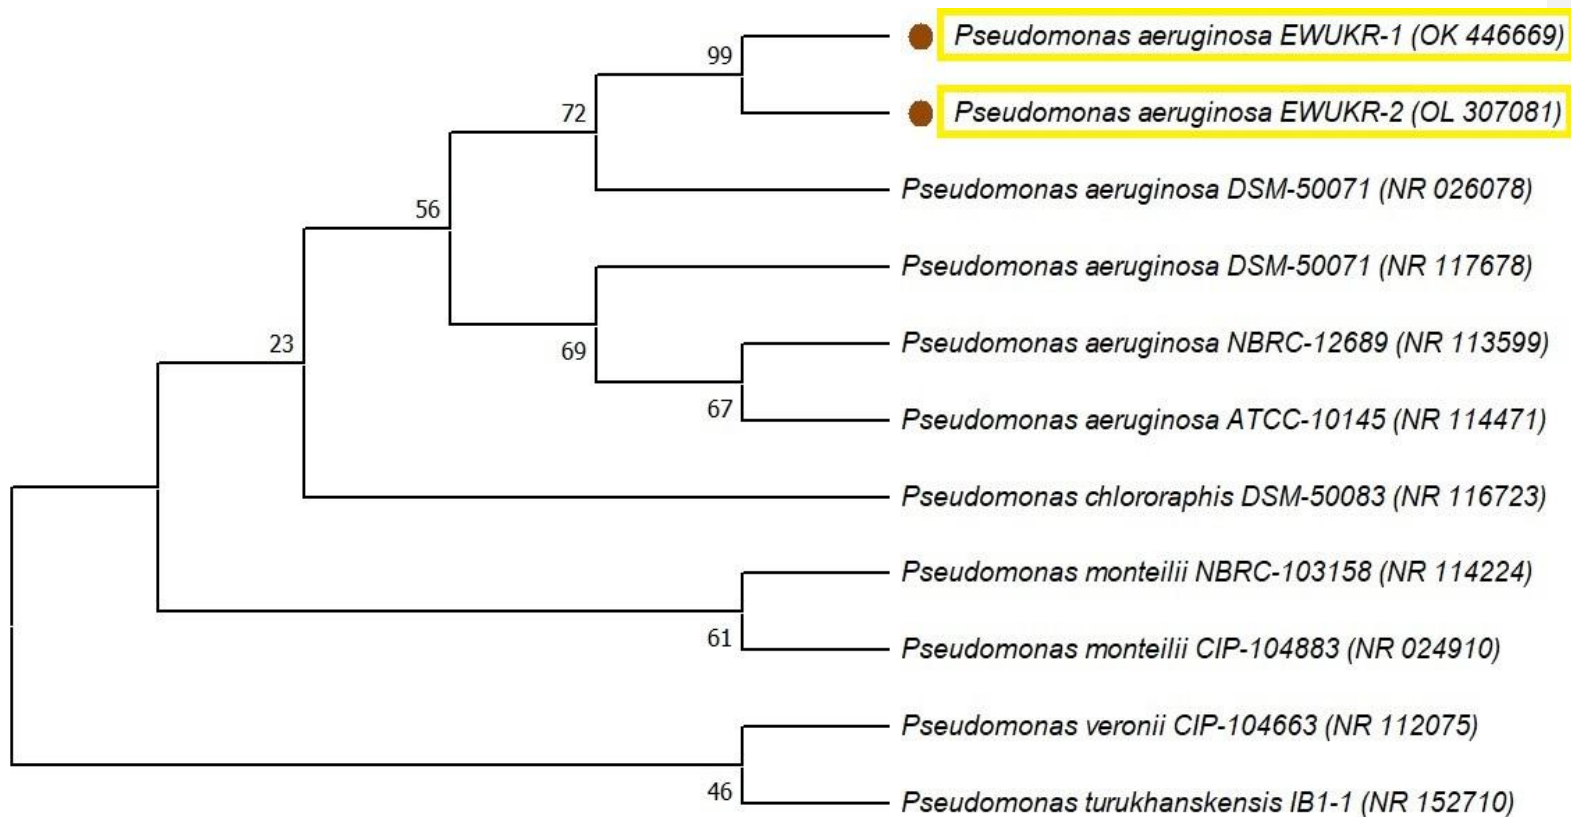 99
Pseudomonas aeruginosa EWUKR-1 (OK 446669)
72
Pseudomonas aeruginosa EWUKR-2 (OL 307081)
Pseudomonas aeruginosa DSM-50071 (NR 026078)
56
Pseudomonas aeruginosa DSM-50071 (NR 117678)
23
69
Pseudomonas aeruginosa NBRC-12689 (NR 113599)
67
Pseudomonas aeruginosa ATCC-10145 (NR 114471)
Pseudomonas chlororaphis DSM-50083 (NR 116723)
Pseudomonas monteilii NBRC-103158 (NR 114224)
61
Pseudomonas monteilii CIP-104883 (NR 024910)
Pseudomonas veronii CIP-104663 (NR 112075)
46
Pseudomonas turukhanskensis IB1-1 (NR 152710)